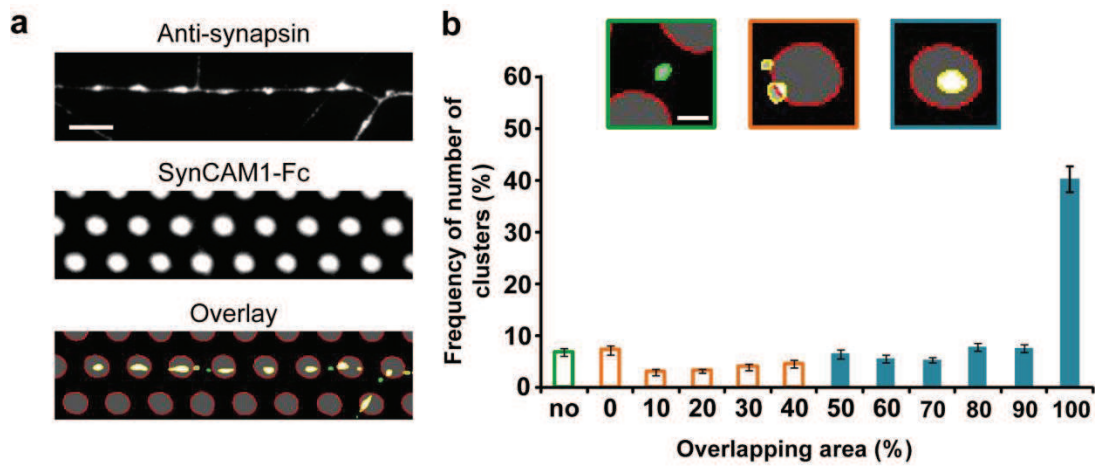 a
Anti-synapsin
SynCAM1-Fc
Overlay
b
Frequency of number of
clusters (%)
60
50
40
30
20
10
0
no 0 10 20 30 40 50 60 70 80 90 100
Overlapping area (%)